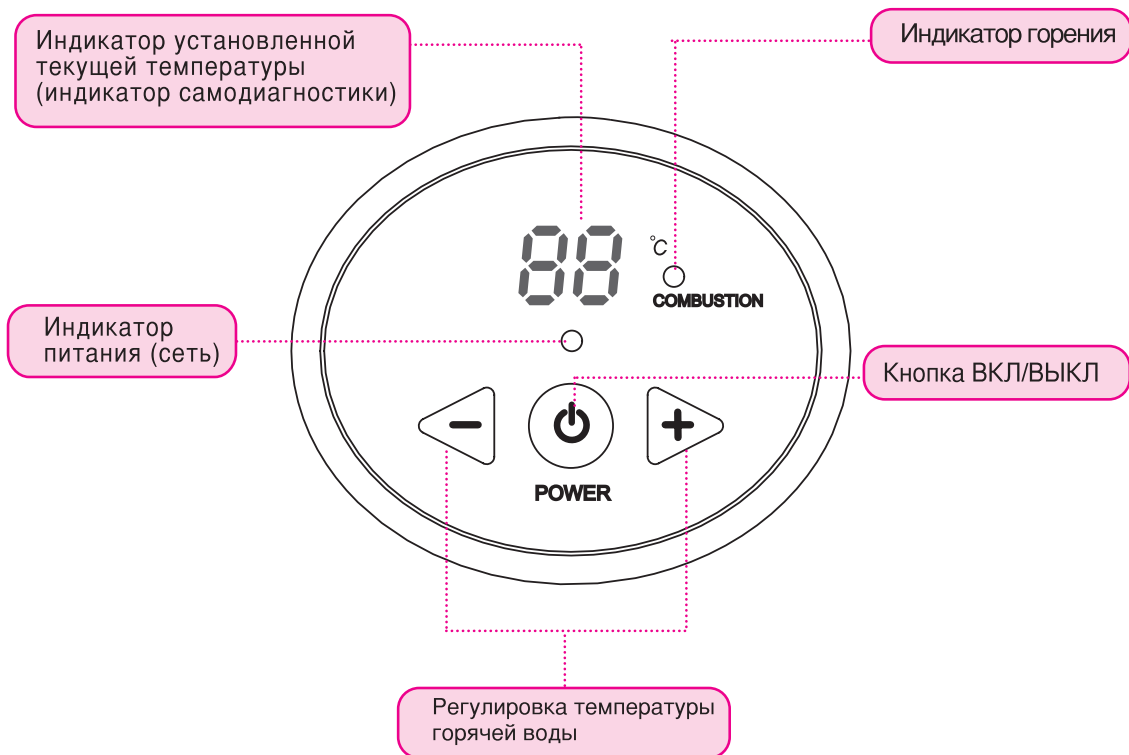 Индикатор установленной
текущей температуры
(индикатор самодиагностики)
Индикатор горения
88
°C
COMBUSTION
Индикатор
питания (сеть)
Кнопка ВКЛ/ВЫКЛ
POWER
Регулировка температуры
горячей воды